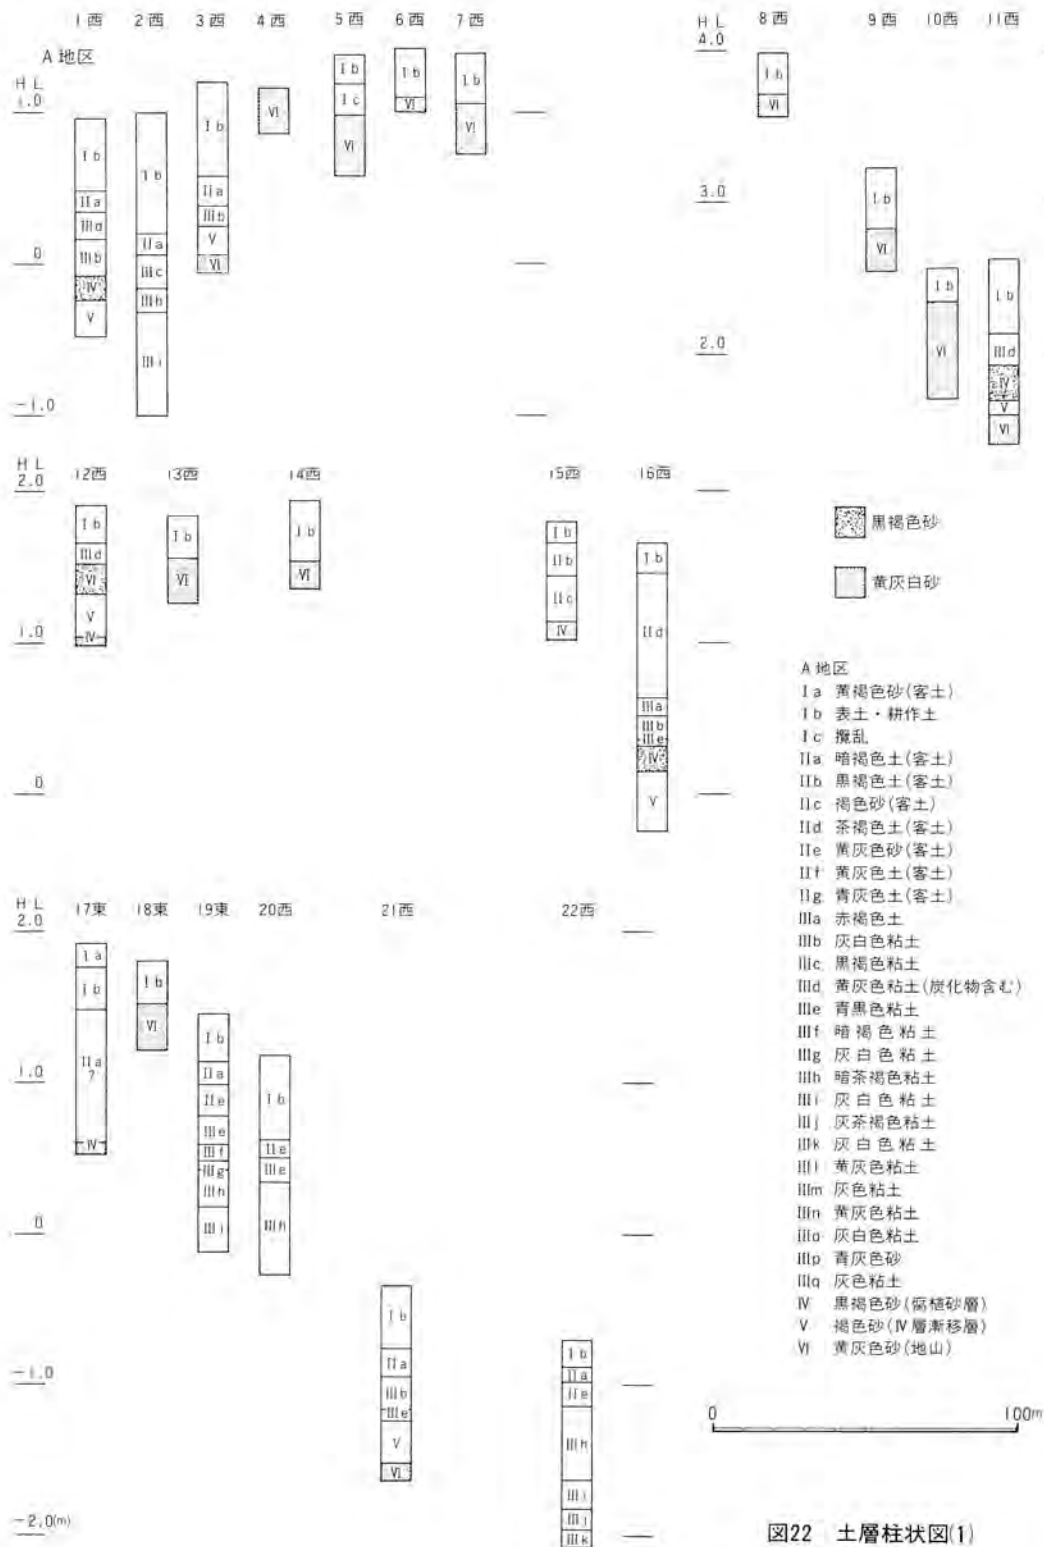 1西 2西 3西 4西 5西 6西 7西
A地区
HL
1.0
0
-1.0
Ib
IIa
IIId
IIIb
IV
V
Ib
IIa
IIIc
IIIb
IIIi
Ib
IIa
IIIb
V
VI
VI
Ib
Ic
VI
Ib
VI
Ib
VI
HL
4.0
3.0
2.0
8西 9西 10西 11西
Ib
VI
Ib
VI
Ib
VI
Ib
IIId
IV
V
VI
HL
2.0
1.0
0
12西 13西 14西 15西 16西
Ib
IIId
VI
V
IV
Ib
VI
Ib
VI
Ib
IIb
IIc
IV
Ib
IId
IIIa
IIIb
IIIe
IV
V
黒褐色砂
黄灰白砂
HL
2.0
1.0
0
-1.0
-2.0(m)
17東 18東 19東 20西 21西 22西
Ia
Ib
IIa
?
IV
Ib
VI
Ib
IIa
IIe
IIIe
IIIf
IIIg
IIIh
IIIi
Ib
IIe
IIIe
IIIh
Ib
IIa
IIIb
IIIe
V
VI
Ib
IIa
IIe
IIIh
IIIi
IIIj
IIIk
A地区
Ia 黄褐色砂(客土)
Ib 表土・耕作土
Ic 攪乱
IIa 暗褐色土(客土)
IIb 黒褐色土(客土)
IIc 褐色砂(客土)
IId 茶褐色土(客土)
IIe 黄灰色砂(客土)
IIf 黄灰色土(客土)
IIg 青灰色土(客土)
IIIa 赤褐色土
IIIb 灰白色粘土
IIIc 黒褐色粘土
IIId 黄灰色粘土(炭化物含む)
IIIe 青黒色粘土
IIIf 暗褐色粘土
IIIg 灰白色粘土
IIIh 暗茶褐色粘土
IIIi 灰白色粘土
IIIj 灰茶褐色粘土
IIIk 灰白色粘土
IIIl 黄灰色粘土
IIIm 灰色粘土
IIIn 黄灰色粘土
IIIo 灰白色粘土
IIIp 青灰色砂
IIIq 灰色粘土
IV 黒褐色砂(腐植砂層)
V 褐色砂(IV層漸移層)
VI 黄灰色砂(地山)
0 100m
図22 土層柱状図(1)